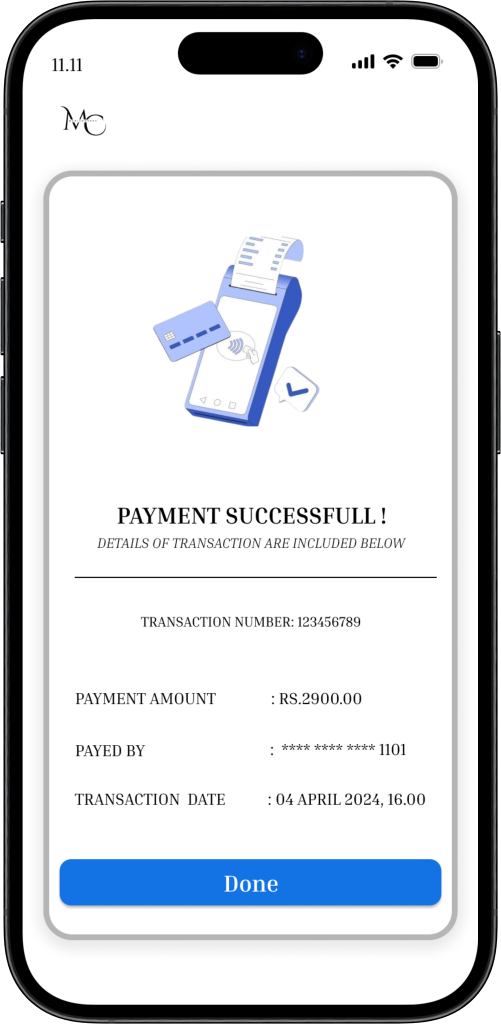 11.11
MC
PAYMENT SUCCESSFULL !
DETAILS OF TRANSACTION ARE INCLUDED BELOW
TRANSACTION NUMBER: 123456789
PAYMENT AMOUNT : RS.2900.00
PAYED BY : **** **** **** 1101
TRANSACTION DATE : 04 APRIL 2024, 16.00
Done